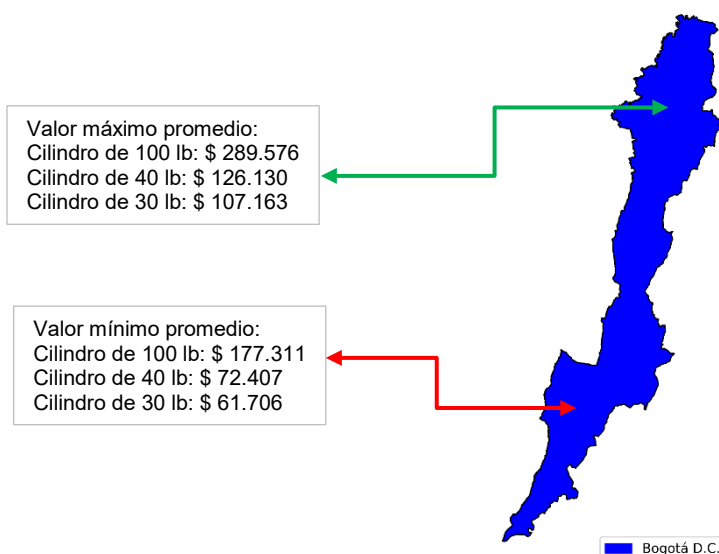 Valor máximo promedio:
Cilindro de 100 lb: $ 289.576
Cilindro de 40 lb: $ 126.130
Cilindro de 30 lb: $ 107.163
Valor mínimo promedio:
Cilindro de 100 lb: $ 177.311
Cilindro de 40 lb: $ 72.407
Cilindro de 30 lb: $ 61.706
Bogotá D.C.